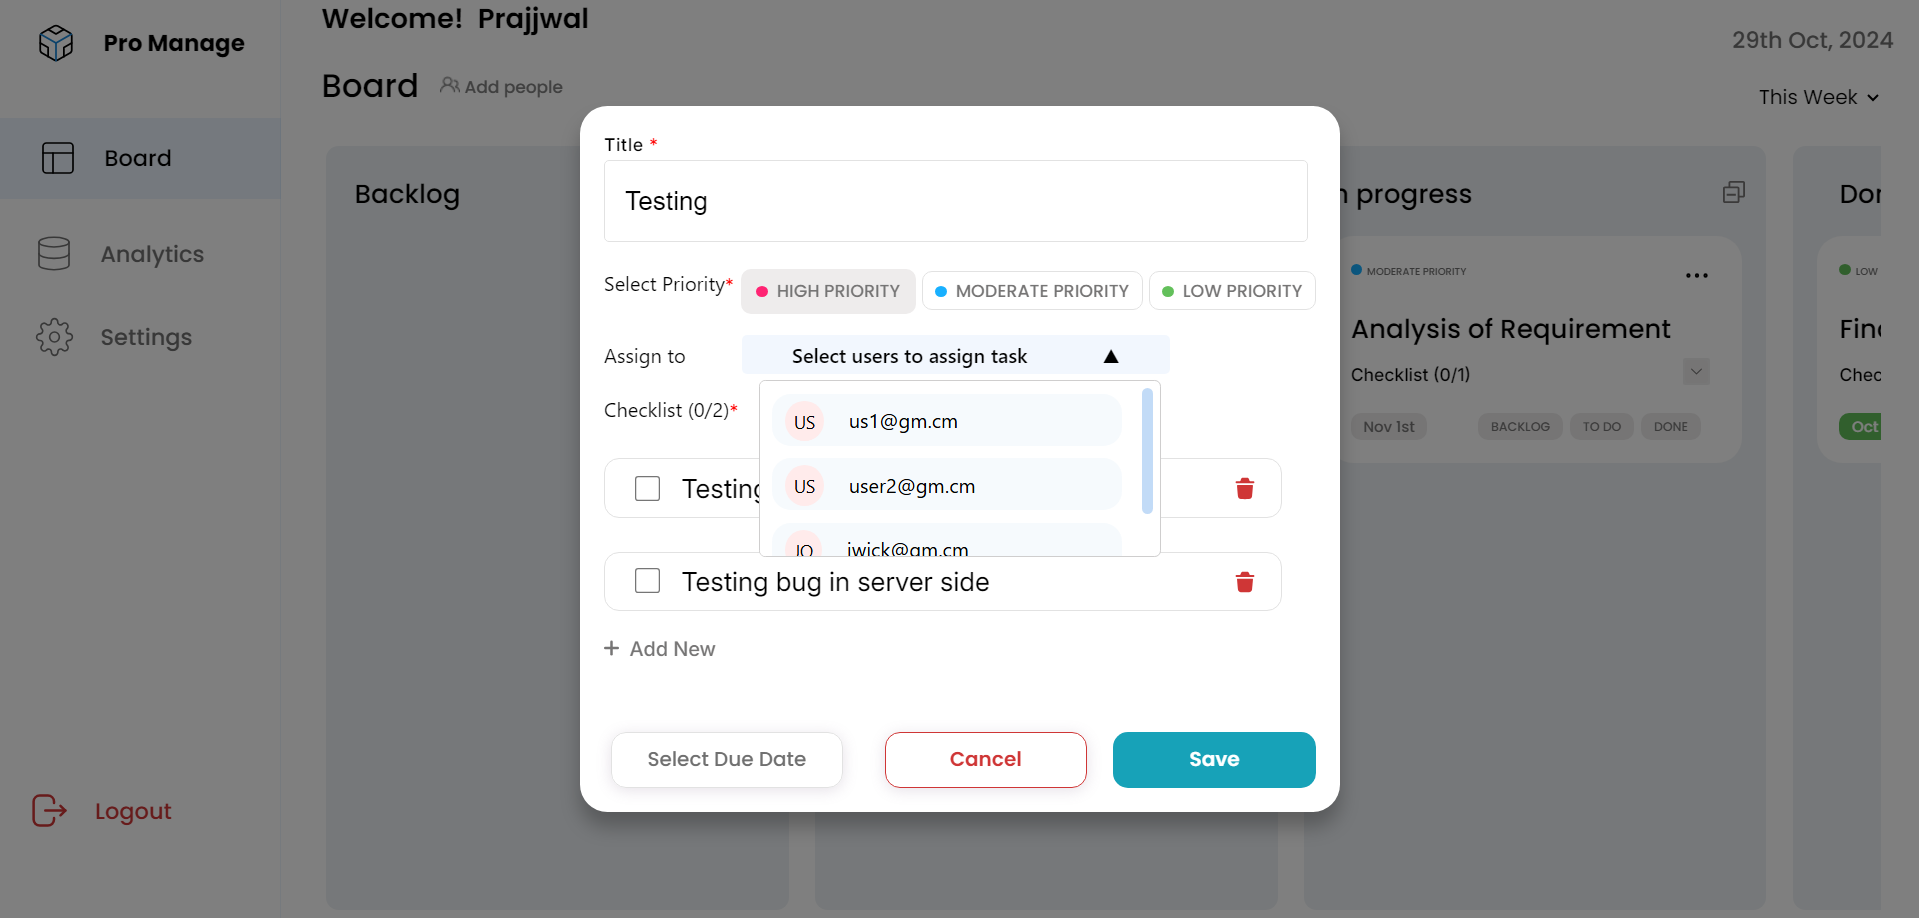 Pro Manage
Board
Analytics
Settings
Logout
Welcome! Prajjwal
29th Oct, 2024
Board
Add people
This Week
Backlog
progress
MODERATE PRIORITY
Analysis of Requirement
Checklist (0/1)
Nov 1st
BACKLOG
TO DO
DONE
LOW
Oct
Title *
Testing
Select Priority*
HIGH PRIORITY
MODERATE PRIORITY
LOW PRIORITY
Assign to
Select users to assign task
US
us1@gm.cm
US
user2@gm.cm
JO
jwick@gm.cm
Checklist (0/2)*
Testing
Testing bug in server side
+ Add New
Select Due Date
Cancel
Save